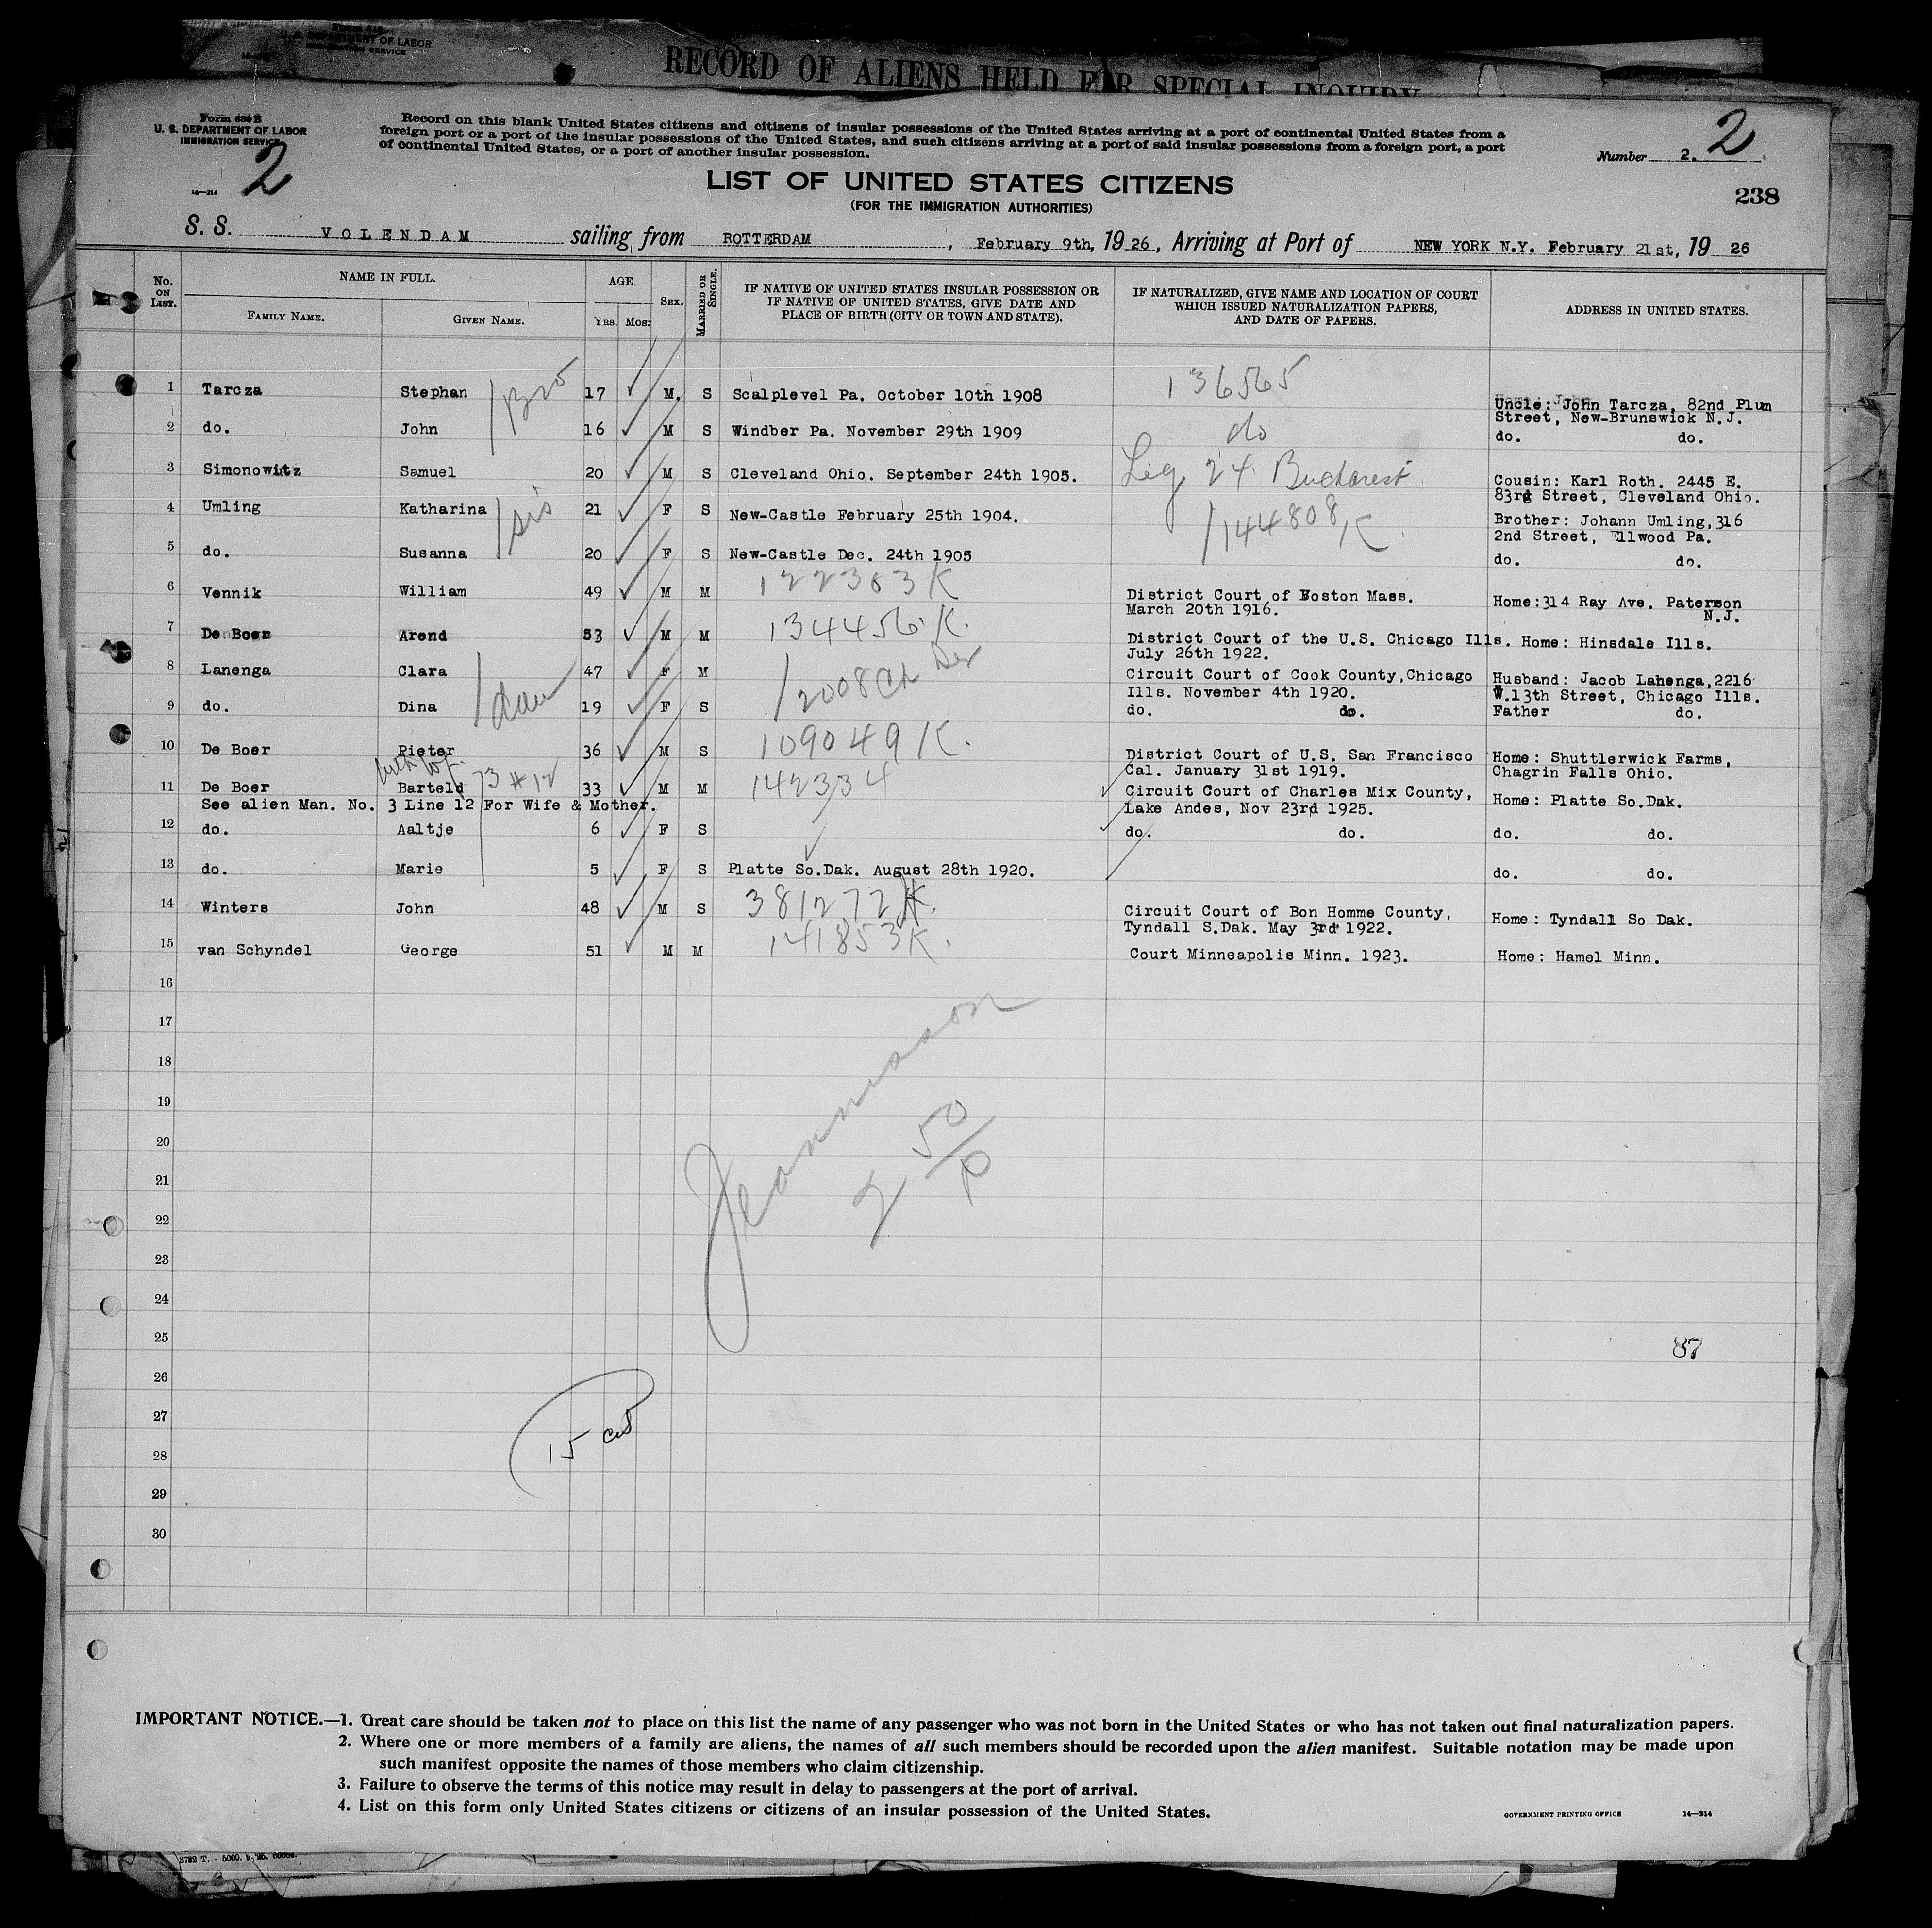 U. S. DEPARTMENT OF LABOR
IMMIGRATION SERVICE
RECORD OF ALIENS HELD FOR SPECIAL INQUIRY
Form 630 B
U. S. DEPARTMENT OF LABOR
IMMIGRATION SERVICE
14—214
2
Record on this blank United States citizens and citizens of insular possessions of the United States arriving at a port of continental United States from a
foreign port or a port of the insular possessions of the United States, and such citizens arriving at a port of said insular possessions from a foreign port, a port
of continental United States, or a port of another insular possession.
Number 2. 2
LIST OF UNITED STATES CITIZENS
(FOR THE IMMIGRATION AUTHORITIES)
238
S. S. VOLENDAM sailing from ROTTERDAM, February 9th, 1926, Arriving at Port of NEW YORK N.Y. February 21st, 1926
No. ON LIST. NAME IN FULL. FAMILY NAME. GIVEN NAME. AGE. YRS. MOS. SEX. MARRIED OR SINGLE. IF NATIVE OF UNITED STATES INSULAR POSSESSION OR IF NATIVE OF UNITED STATES, GIVE DATE AND PLACE OF BIRTH (CITY OR TOWN AND STATE). IF NATURALIZED, GIVE NAME AND LOCATION OF COURT WHICH ISSUED NATURALIZATION PAPERS, AND DATE OF PAPERS. ADDRESS IN UNITED STATES.
1 Tarcza Stephan Bro 17 M. S Scalplevel Pa. October 10th 1908 136565 Uncle: John Tarcza, 82nd Plum
Street, New-Brunswick N.J.
2 do. John 16 M S Windber Pa. November 29th 1909 do do. do.
3 Simonowitz Samuel 20 M S Cleveland Ohio. September 24th 1905. Leg 24 Bucharest Cousin: Karl Roth. 2445 E.
83rd Street, Cleveland Ohio.
4 Umling Katharina sis 21 F S New-Castle February 25th 1904. 144808 K. Brother: Johann Umling, 316
2nd Street, Ellwood Pa.
5 do. Susanna 20 F S New-Castle Dec. 24th 1905 do. do.
6 Vennik William 49 M M 122383 K District Court of Boston Mass.
March 20th 1916. Home:314 Ray Ave. Paterson
N.J.
7 De Boer Arend 53 M M 134456 K. District Court of the U.S. Chicago Ills. Home: Hinsdale Ills.
July 26th 1922.
8 Lanenga Clara dau 47 F M 2008 Ch Circuit Court of Cook County, Chicago Husband: Jacob Lahenga, 2216
Ills. November 4th 1920. W.13th Street, Chicago Ills.
9 do. Dina 19 F S do. do. Father do.
10 De Boer Pieter 36 M S 109049 K. District Court of U.S. San Francisco Home: Shuttlerwick Farms,
Cal. January 31st 1919. Chagrin Falls Ohio.
11 De Boer Barteld 3 #12 33 M M 142334 Circuit Court of Charles Mix County, Home: Platte So.Dak.
See alien Man. No. 3 Line 12 For Wife & Mother. Lake Andes, Nov 23rd 1925.
12 do. Aaltje 6 F S do. do. do. do.
13 do. Marie 5 F S Platte So.Dak. August 28th 1920. do. do.
14 Winters John 48 M S 381272 K. Circuit Court of Bon Homme County, Home: Tyndall So Dak.
Tyndall S.Dak. May 3rd 1922.
15 van Schyndel George 51 M M 141853 K. Court Minneapolis Minn. 1923. Home: Hamel Minn.
16
17
18
19
20
21
22
23
24
25
87
26
27
15 cit
28
29
30
IMPORTANT NOTICE.—1. Great care should be taken not to place on this list the name of any passenger who was not born in the United States or who has not taken out final naturalization papers.
2. Where one or more members of a family are aliens, the names of all such members should be recorded upon the alien manifest. Suitable notation may be made upon
such manifest opposite the names of those members who claim citizenship.
3. Failure to observe the terms of this notice may result in delay to passengers at the port of arrival.
4. List on this form only United States citizens or citizens of an insular possession of the United States.
GOVERNMENT PRINTING OFFICE 14—214